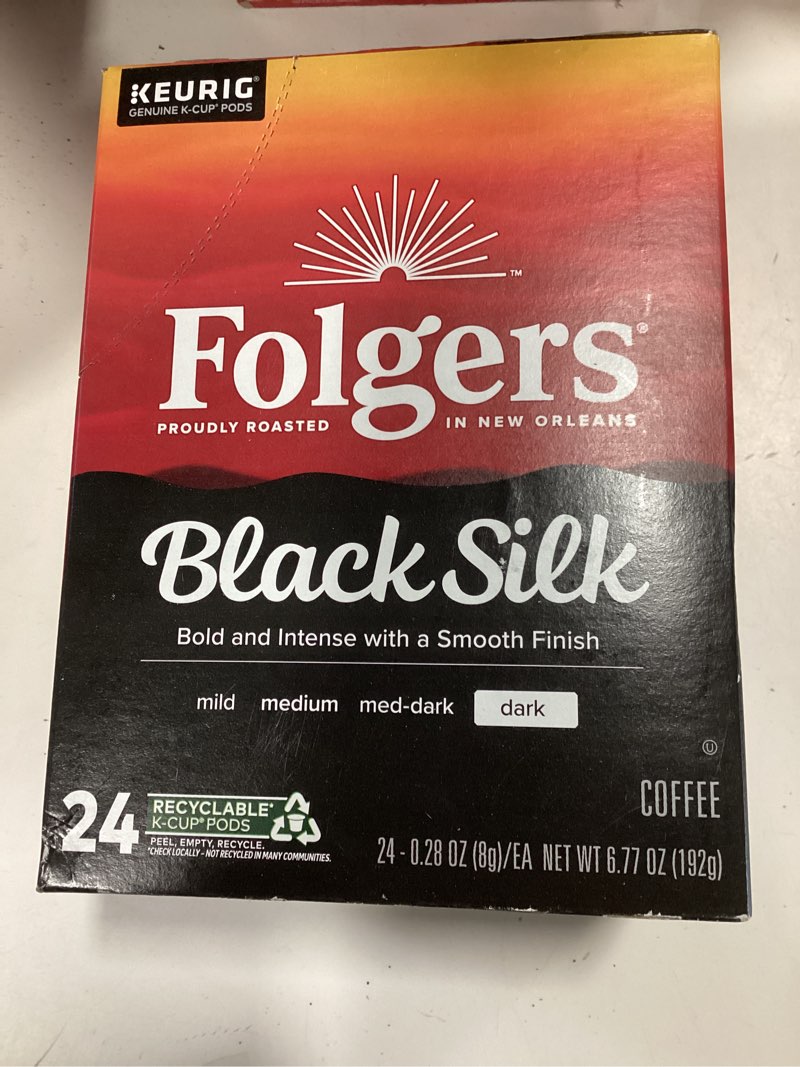 KEURIG®
GENUINE K-CUP® PODS
™
Folgers®
PROUDLY ROASTED IN NEW ORLEANS
Black Silk
Bold and Intense with a Smooth Finish
mild medium med-dark dark
U
COFFEE
24 RECYCLABLE*
K-CUP® PODS
PEEL, EMPTY, RECYCLE.
*CHECK LOCALLY - NOT RECYCLED IN MANY COMMUNITIES.
24 - 0.28 OZ (8g)/EA NET WT 6.77 OZ (192g)